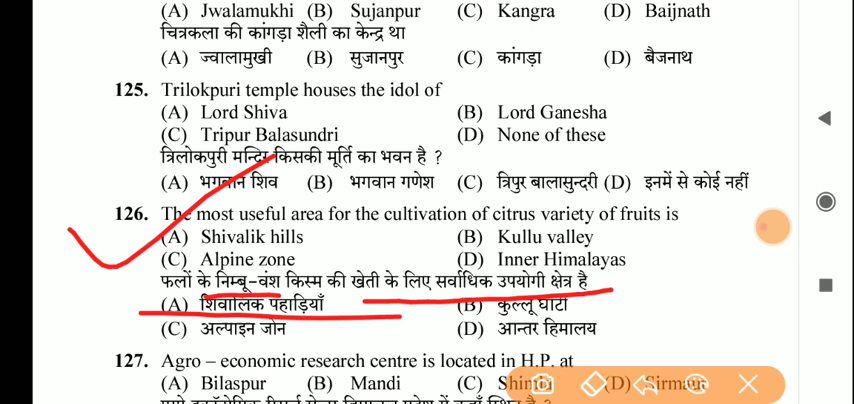 (A) Jwalamukhi (B) Sujanpur (C) Kangra (D) Baijnath
चित्रकला की कांगड़ा शैली का केन्द्र था
(A) ज्वालामुखी (B) सुजानपुर (C) कांगड़ा (D) बैजनाथ
125. Trilokpuri temple houses the idol of
(A) Lord Shiva (B) Lord Ganesha
(C) Tripur Balasundri (D) None of these
त्रिलोकपुरी मन्दिर किसकी मूर्ति का भवन है ?
(A) भगवान शिव (B) भगवान गणेश (C) त्रिपुर बालासुन्दरी (D) इनमें से कोई नहीं
126. The most useful area for the cultivation of citrus variety of fruits is
(A) Shivalik hills (B) Kullu valley
(C) Alpine zone (D) Inner Himalayas
फलों के निम्बू-वंश किस्म की खेती के लिए सर्वाधिक उपयोगी क्षेत्र है
(A) शिवालिक पहाड़ियाँ (B) कुल्लू घाटी
(C) अल्पाइन जोन (D) आन्तर हिमालय
127. Agro – economic research centre is located in H.P. at
(A) Bilaspur (B) Mandi (C) (D) Sirmaur